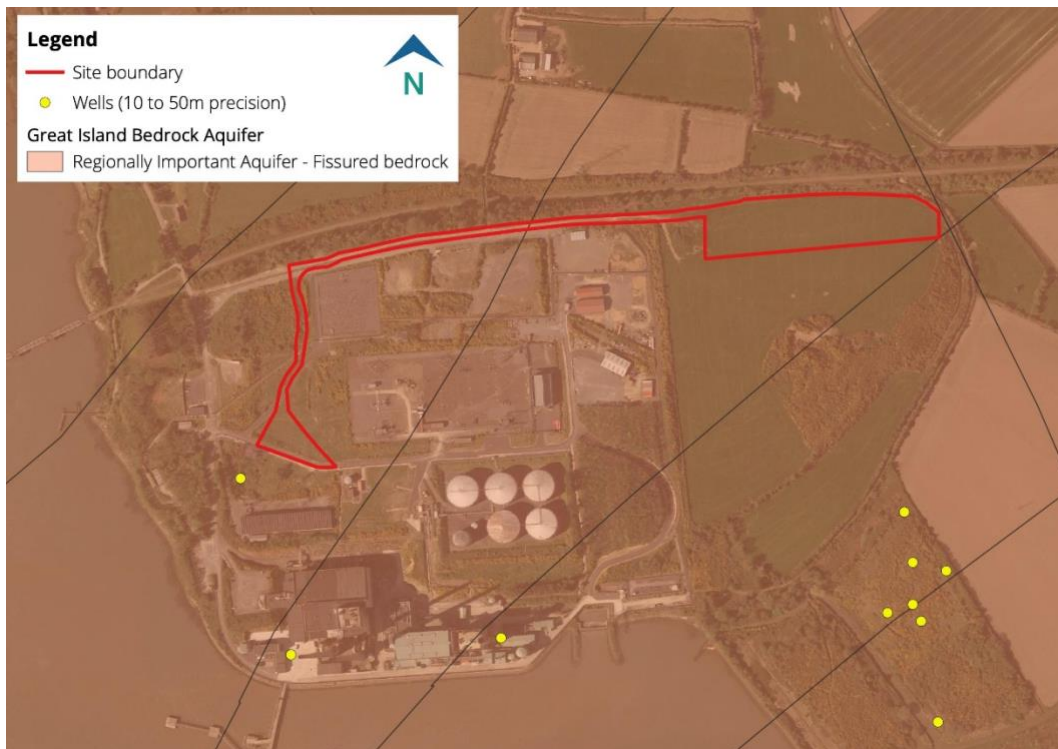 Legend
Site boundary
N
Wells (10 to 50m precision)
Great Island Bedrock Aquifer
Regionally Important Aquifer - Fissured bedrock